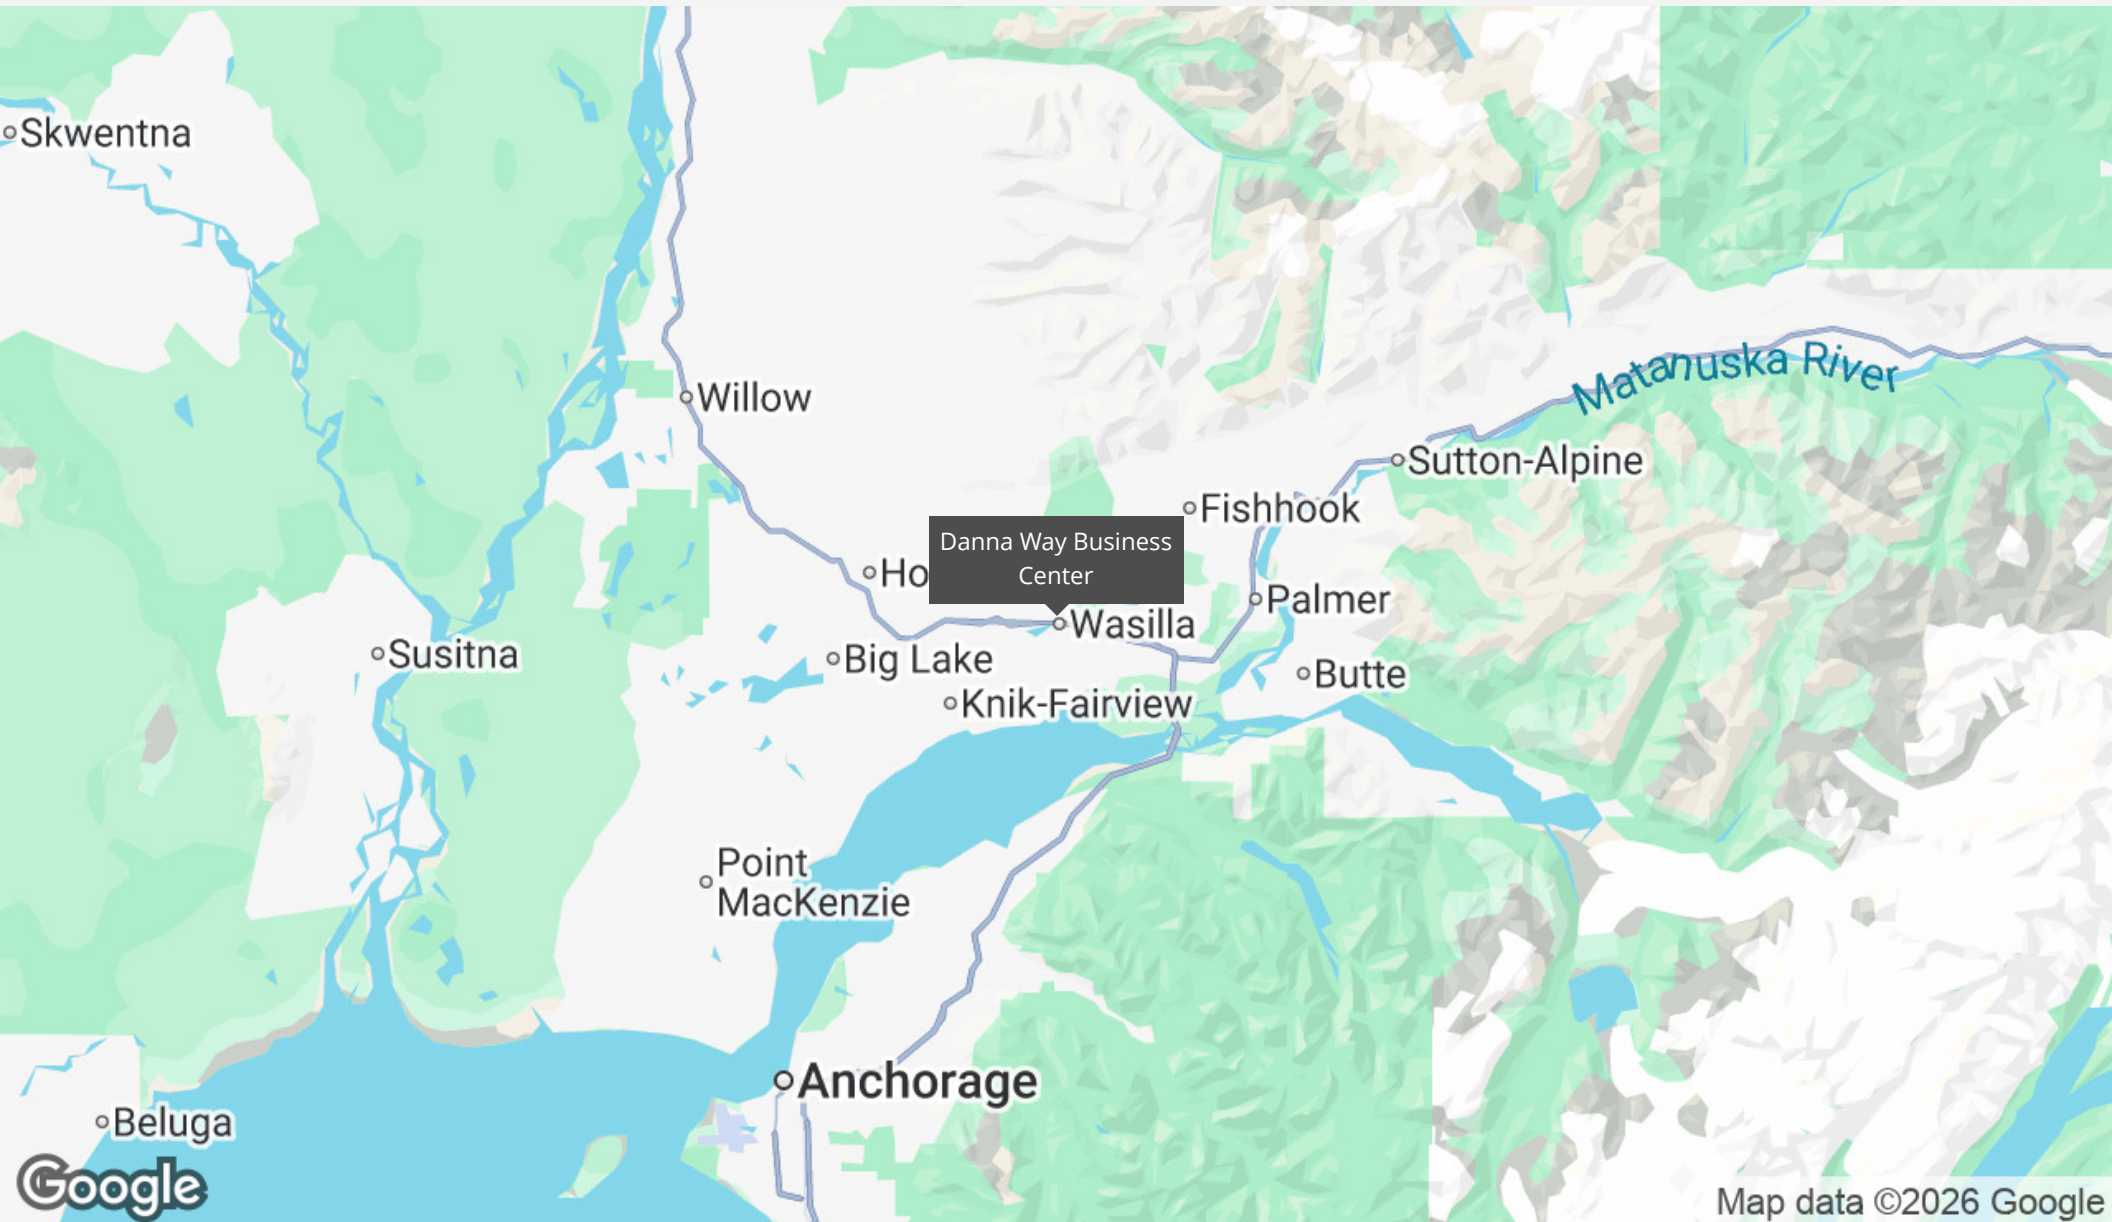 Skwentna
Willow
Matanuska River
Sutton-Alpine
Fishhook
Danna Way Business
Center
Ho
Palmer
Wasilla
Susitna
Big Lake
Butte
Knik-Fairview
Point
MacKenzie
Anchorage
Beluga
Google
Map data ©2026 Google